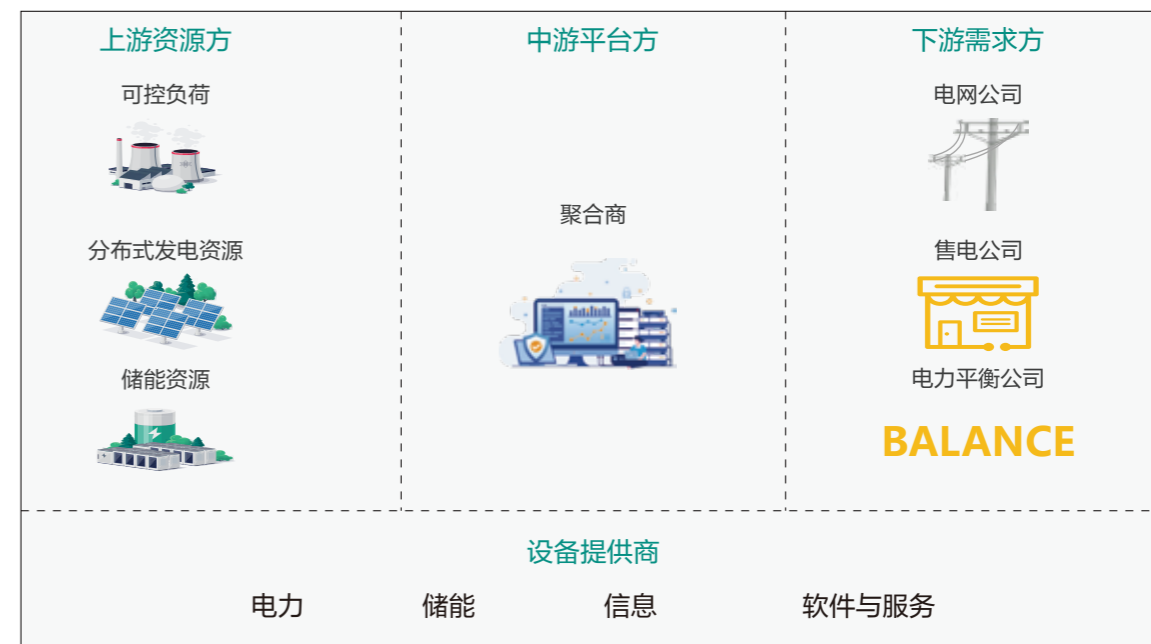 上游资源方
可控负荷
分布式发电资源
储能资源
中游平台方
聚合商
下游需求方
电网公司
售电公司
电力平衡公司
BALANCE
设备提供商
电力 储能 信息 软件与服务